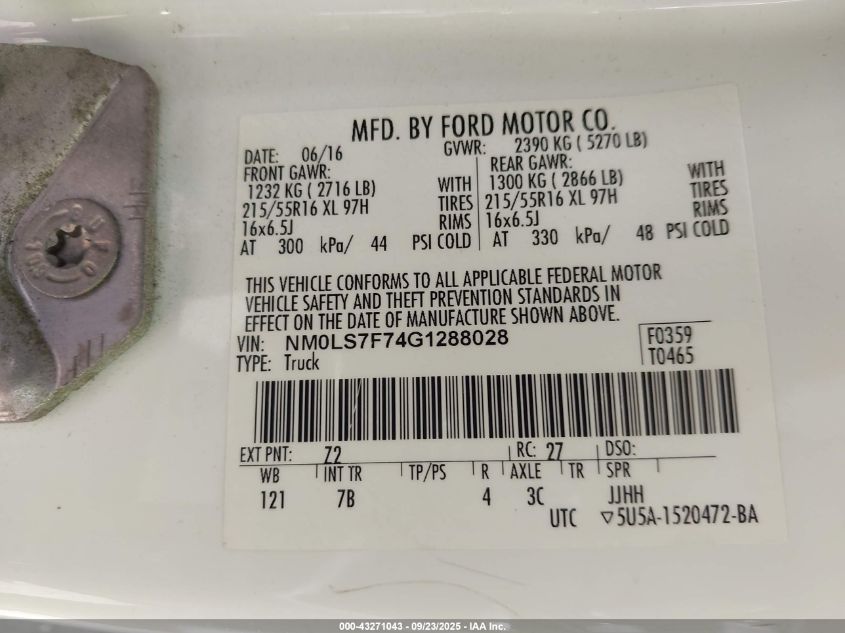 MFD. BY FORD MOTOR CO.
DATE: 06/16 GVWR: 2390 KG ( 5270 LB)
FRONT GAWR: REAR GAWR:
1232 KG ( 2716 LB) WITH 1300 KG ( 2866 LB) WITH
215/55R16 XL 97H TIRES 215/55R16 XL 97H TIRES
16x6.5J RIMS 16x6.5J RIMS
AT 300 kPa/ 44 PSI COLD AT 330 kPa/ 48 PSI COLD
THIS VEHICLE CONFORMS TO ALL APPLICABLE FEDERAL MOTOR
VEHICLE SAFETY AND THEFT PREVENTION STANDARDS IN
EFFECT ON THE DATE OF MANUFACTURE SHOWN ABOVE.
VIN: NM0LS7F74G1288028 F0359
TYPE: Truck T0465
EXT PNT: Z2 RC: 27 DSO:
WB INT TR TP/PS R AXLE TR SPR
121 7B 4 3C JJHH
UTC ▽5U5A-1520472-BA
000-43271043 - 09/23/2025 - IAA Inc.